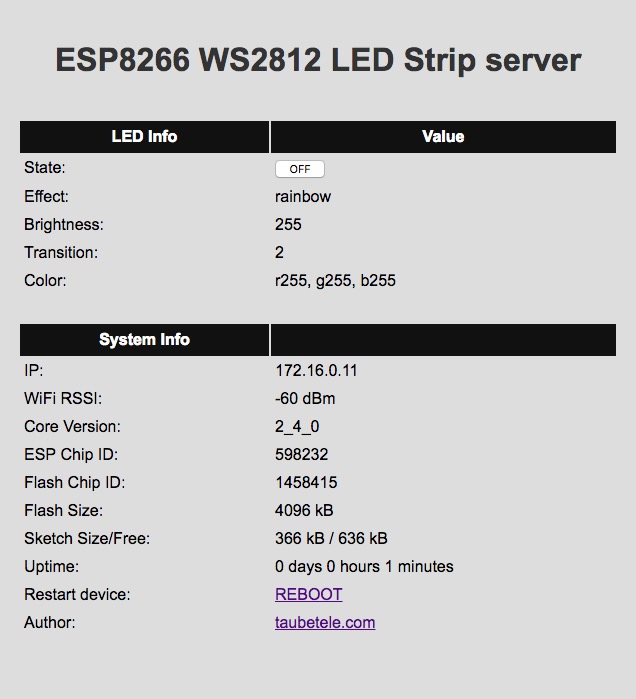 ESP8266 WS2812 LED Strip server
LED Info Value
State: OFF
Effect: rainbow
Brightness: 255
Transition: 2
Color: r255, g255, b255
System Info
IP: 172.16.0.11
WiFi RSSI: -60 dBm
Core Version: 2_4_0
ESP Chip ID: 598232
Flash Chip ID: 1458415
Flash Size: 4096 kB
Sketch Size/Free: 366 kB / 636 kB
Uptime: 0 days 0 hours 1 minutes
Restart device: REBOOT
Author: taubetele.com